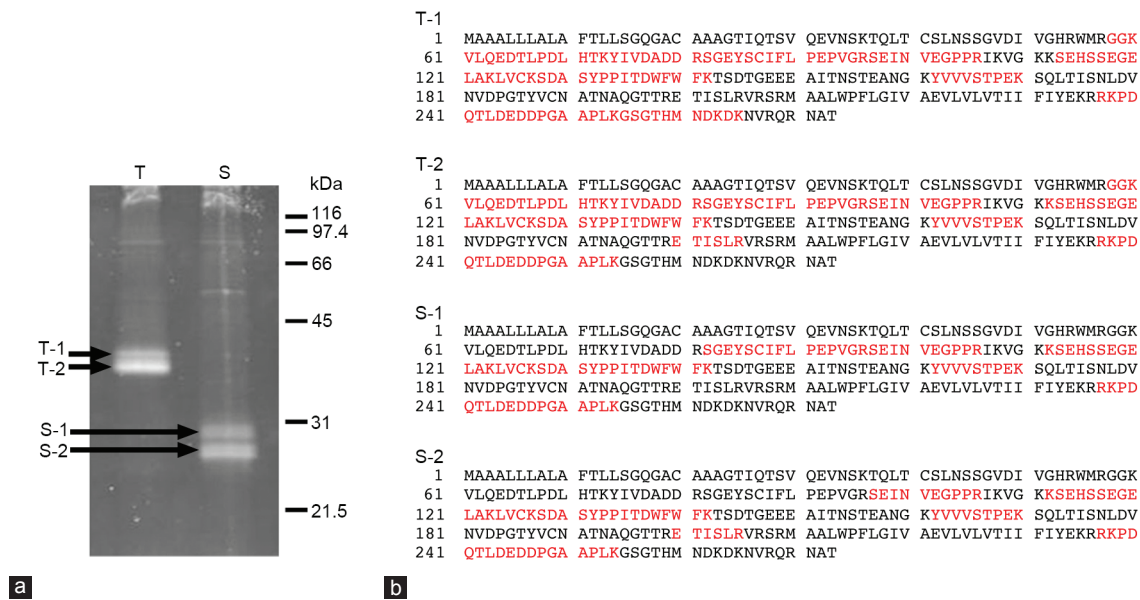 T S
kDa
116
97.4
66
45
T-1
T-2
31
S-1
S-2
21.5
a
T-1
1 MAAALLLALA FTLLSGQGAC AAAGTIQTSV QEVNSKTQLT CSLNSSGVDI VGHRWMRGGK
61 VLQEDTLPDL HTKYIVDADD RSGEYSCIFL PEPVGRSEIN VEGPPRIKVG KKSEHSSEGE
121 LAKLVCKSDA SYPPITDWFW FKTSDTGEEE AITNSTEANG KYVVVSTPEK SQLTISNLDV
181 NVDPGTYVCN ATNAQGTTRE TISLRVRSRM AALWPFLGIV AEVLVLVTII FIYEKRRKPD
241 QTLDEDDPGA APLKGSGTHM NDKDKNVRQR NAT
T-2
1 MAAALLLALA FTLLSGQGAC AAAGTIQTSV QEVNSKTQLT CSLNSSGVDI VGHRWMRGGK
61 VLQEDTLPDL HTKYIVDADD RSGEYSCIFL PEPVGRSEIN VEGPPRIKVG KKSEHSSEGE
121 LAKLVCKSDA SYPPITDWFW FKTSDTGEEE AITNSTEANG KYVVVSTPEK SQLTISNLDV
181 NVDPGTYVCN ATNAQGTTRE TISLRVRSRM AALWPFLGIV AEVLVLVTII FIYEKRRKPD
241 QTLDEDDPGA APLKGSGTHM NDKDKNVRQR NAT
S-1
1 MAAALLLALA FTLLSGQGAC AAAGTIQTSV QEVNSKTQLT CSLNSSGVDI VGHRWMRGGK
61 VLQEDTLPDL HTKYIVDADD RSGEYSCIFL PEPVGRSEIN VEGPPRIKVG KKSEHSSEGE
121 LAKLVCKSDA SYPPITDWFW FKTSDTGEEE AITNSTEANG KYVVVSTPEK SQLTISNLDV
181 NVDPGTYVCN ATNAQGTTRE TISLRVRSRM AALWPFLGIV AEVLVLVTII FIYEKRRKPD
241 QTLDEDDPGA APLKGSGTHM NDKDKNVRQR NAT
S-2
1 MAAALLLALA FTLLSGQGAC AAAGTIQTSV QEVNSKTQLT CSLNSSGVDI VGHRWMRGGK
61 VLQEDTLPDL HTKYIVDADD RSGEYSCIFL PEPVGRSEIN VEGPPRIKVG KKSEHSSEGE
121 LAKLVCKSDA SYPPITDWFW FKTSDTGEEE AITNSTEANG KYVVVSTPEK SQLTISNLDV
181 NVDPGTYVCN ATNAQGTTRE TISLRVRSRM AALWPFLGIV AEVLVLVTII FIYEKRRKPD
241 QTLDEDDPGA APLKGSGTHM NDKDKNVRQR NAT
b